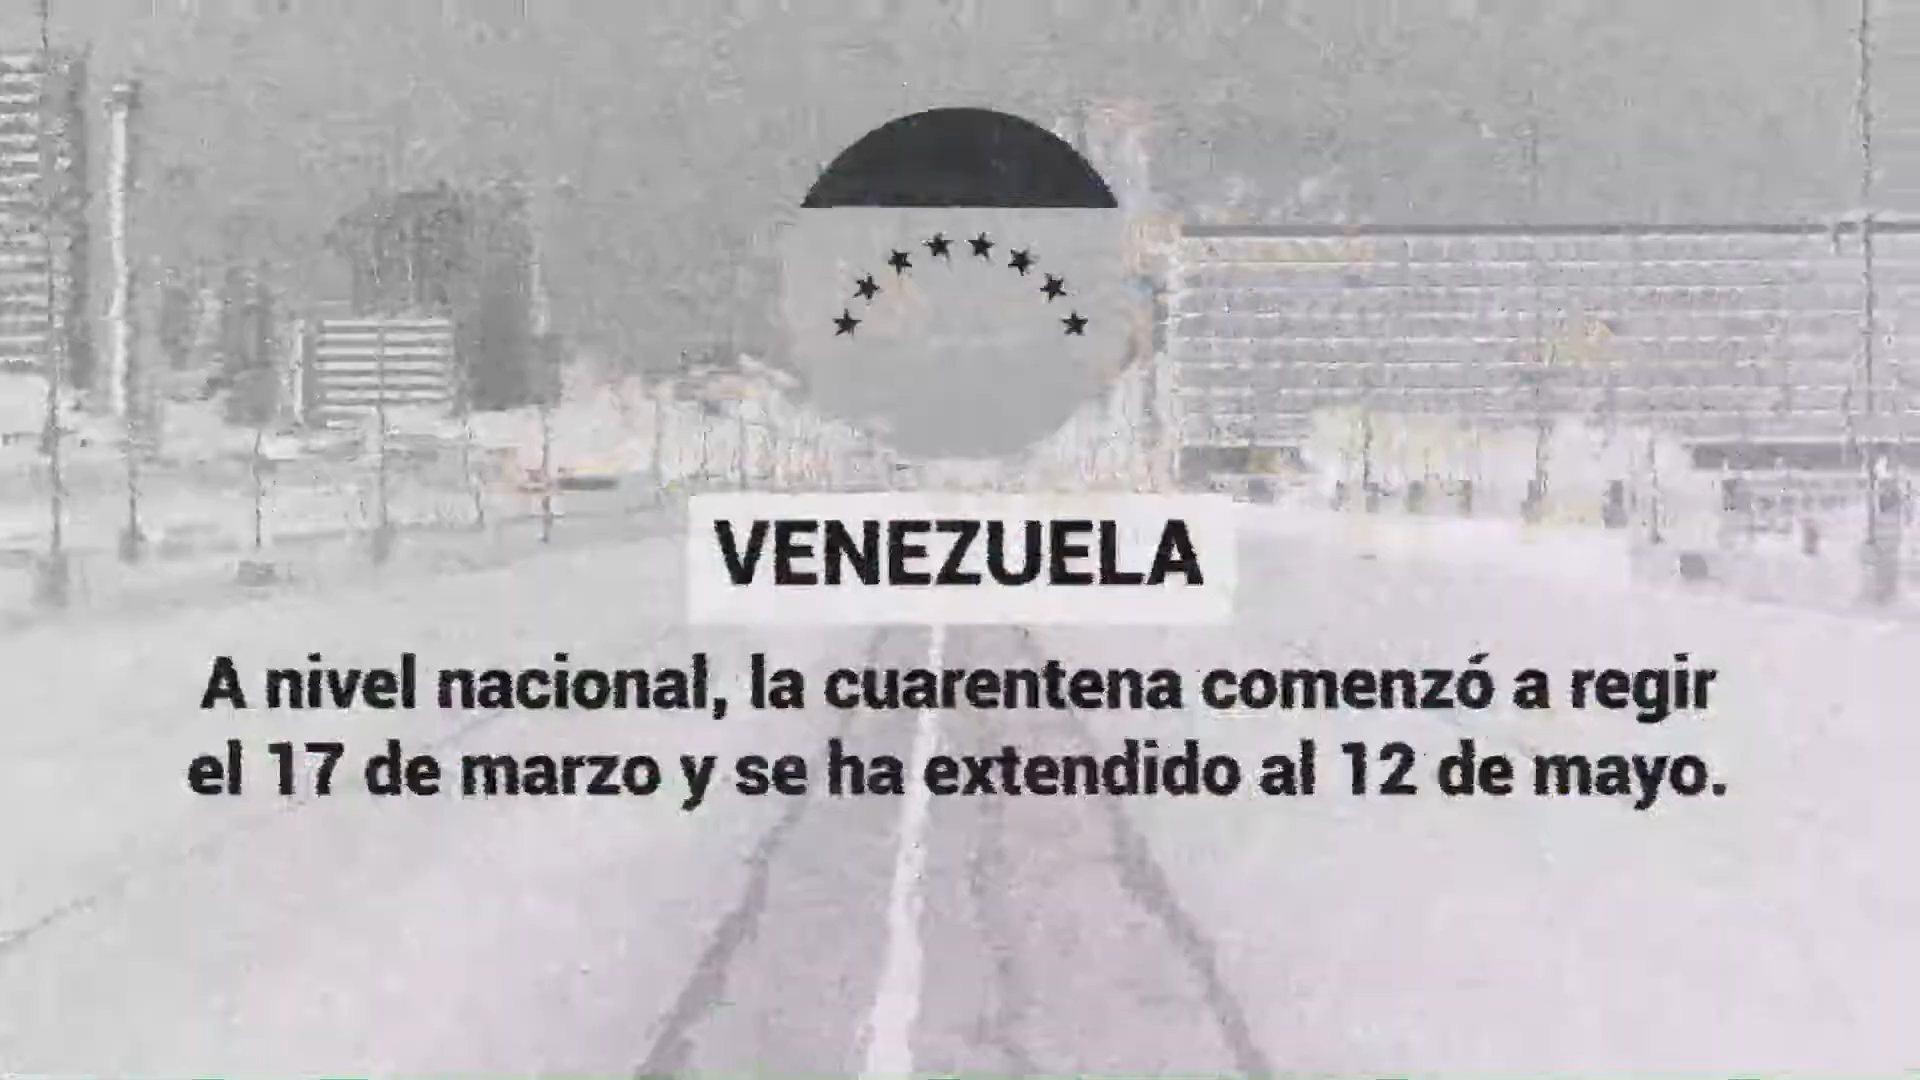 VENEZUELA
A nivel nacional, la cuarentena comenzó a regir
el 17 de marzo y se ha extendido al 12 de mayo.